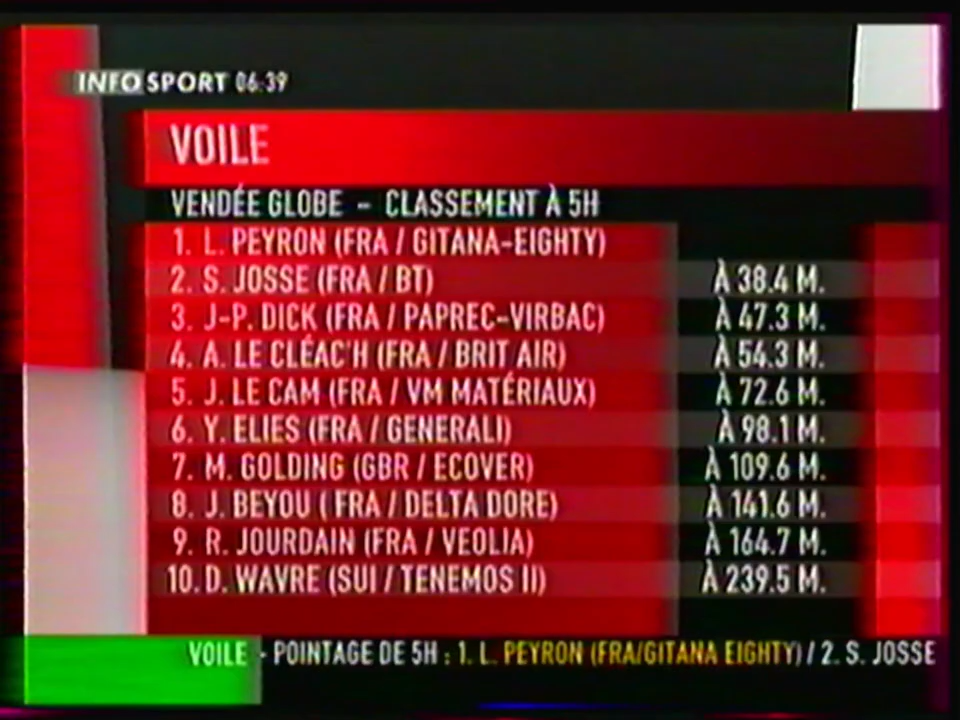 INFOSPORT 06:39
VOILE
VENDÉE GLOBE - CLASSEMENT À 5H
1. L. PEYRON (FRA / GITANA-EIGHTY)
2. S. JOSSE (FRA / BT) À 38.4 M.
3. J-P. DICK (FRA / PAPREC-VIRBAC) À 47.3 M.
4. A. LE CLÉAC'H (FRA / BRIT AIR) À 54.3 M.
5. J. LE CAM (FRA / VM MATÉRIAUX) À 72.6 M.
6. Y. ELIES (FRA / GENERALI) À 98.1 M.
7. M. GOLDING (GBR / ECOVER) À 109.6 M.
8. J. BEYOU ( FRA / DELTA DORE) À 141.6 M.
9. R. JOURDAIN (FRA / VEOLIA) À 164.7 M.
10. D. WAVRE (SUI / TENEMOS II) À 239.5 M.
VOILE - POINTAGE DE 5H : 1. L. PEYRON (FRA/GITANA EIGHTY) / 2. S. JOSSE